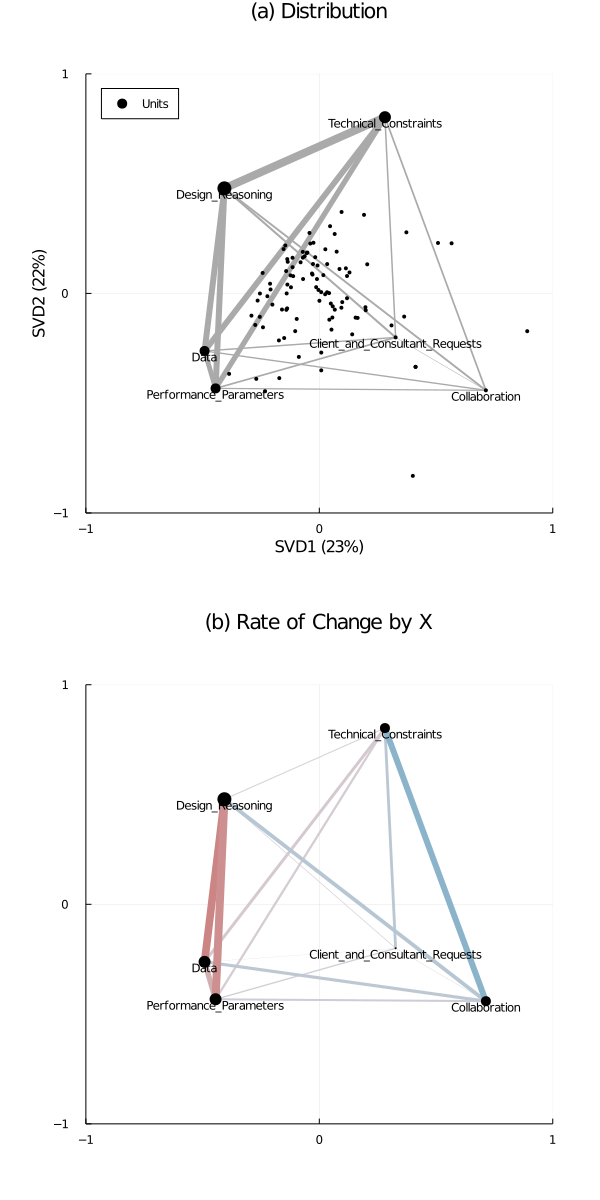 (a) Distribution
1
Units
Technical_Constraints
Design_Reasoning
SVD2 (22%)
0
Client_and_Consultant_Requests
Data
Performance_Parameters
Collaboration
−1
−1
0
1
SVD1 (23%)
(b) Rate of Change by X
1
Technical_Constraints
Design_Reasoning
0
Client_and_Consultant_Requests
Data
Performance_Parameters
Collaboration
−1
−1
0
1